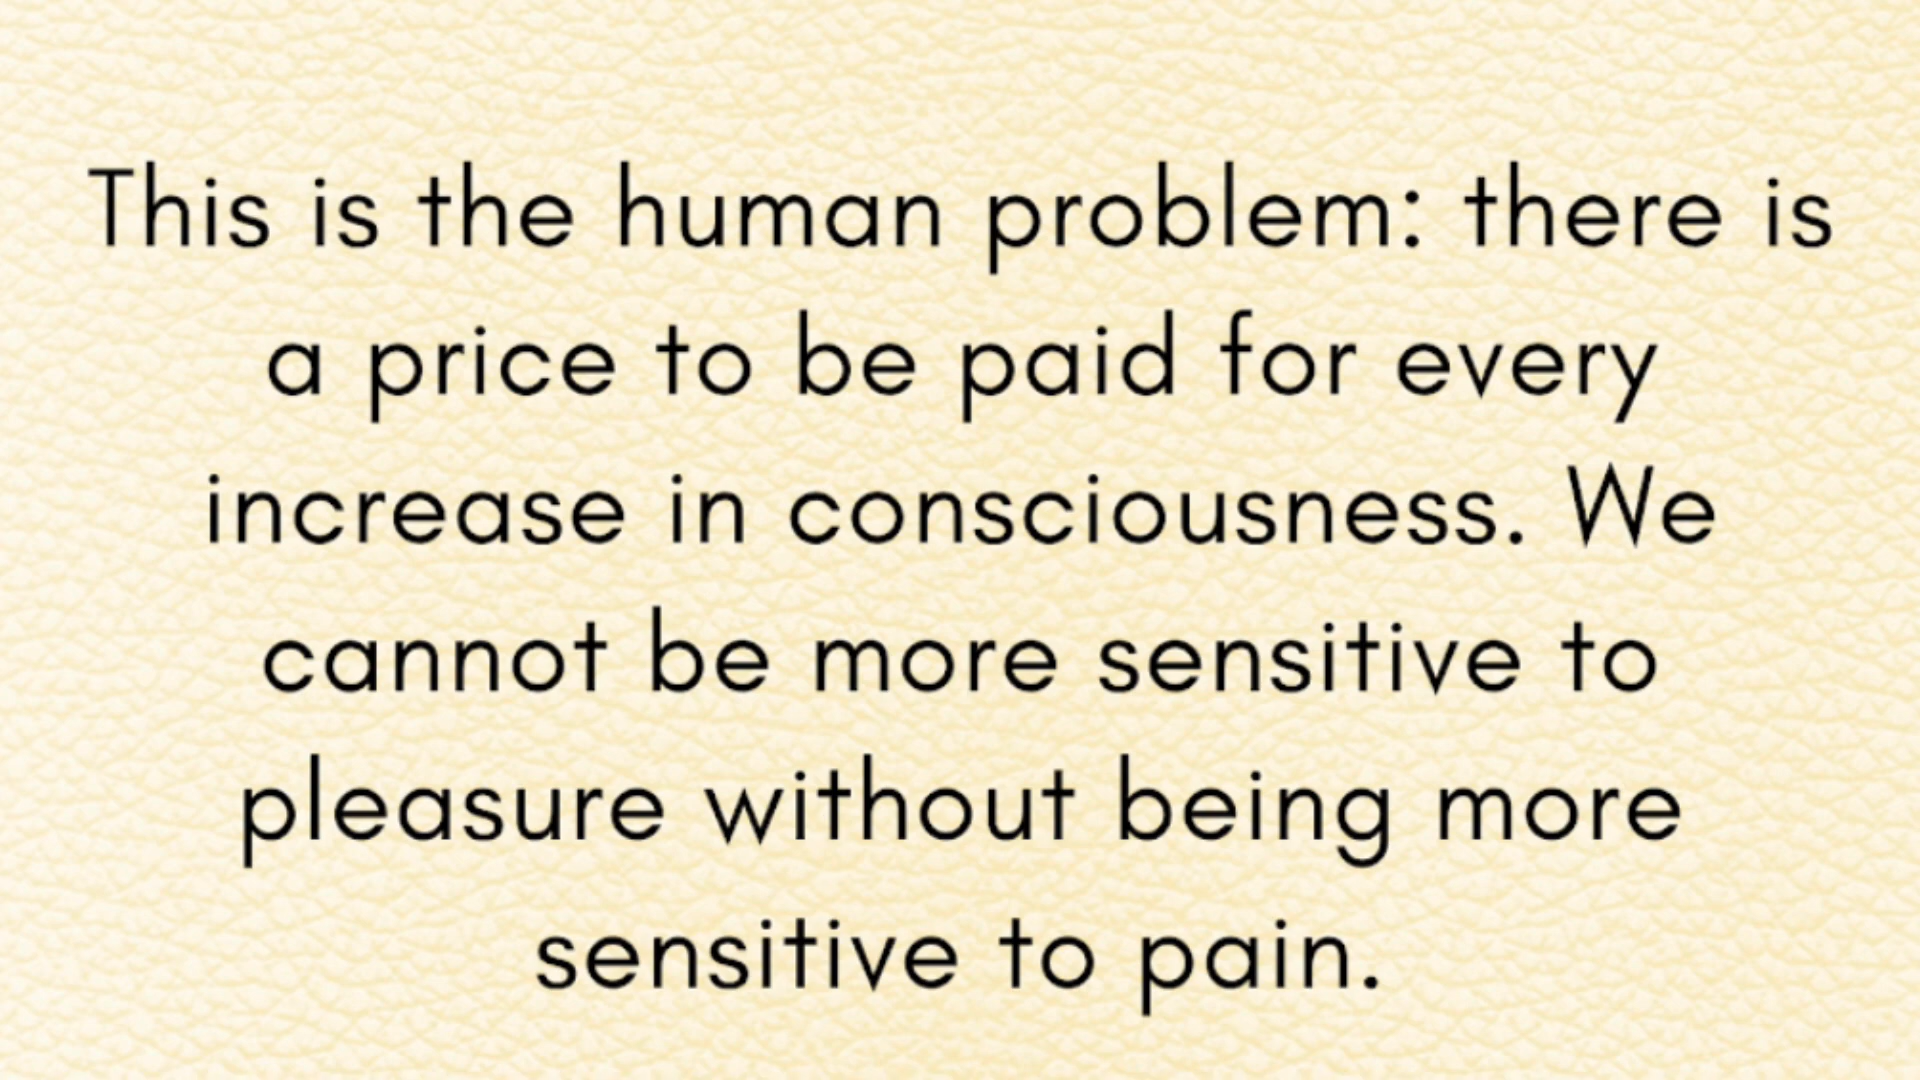 This is the human problem: there is
a price to be paid for every
increase in consciousness. We
cannot be more sensitive to
pleasure without being more
sensitive to pain.